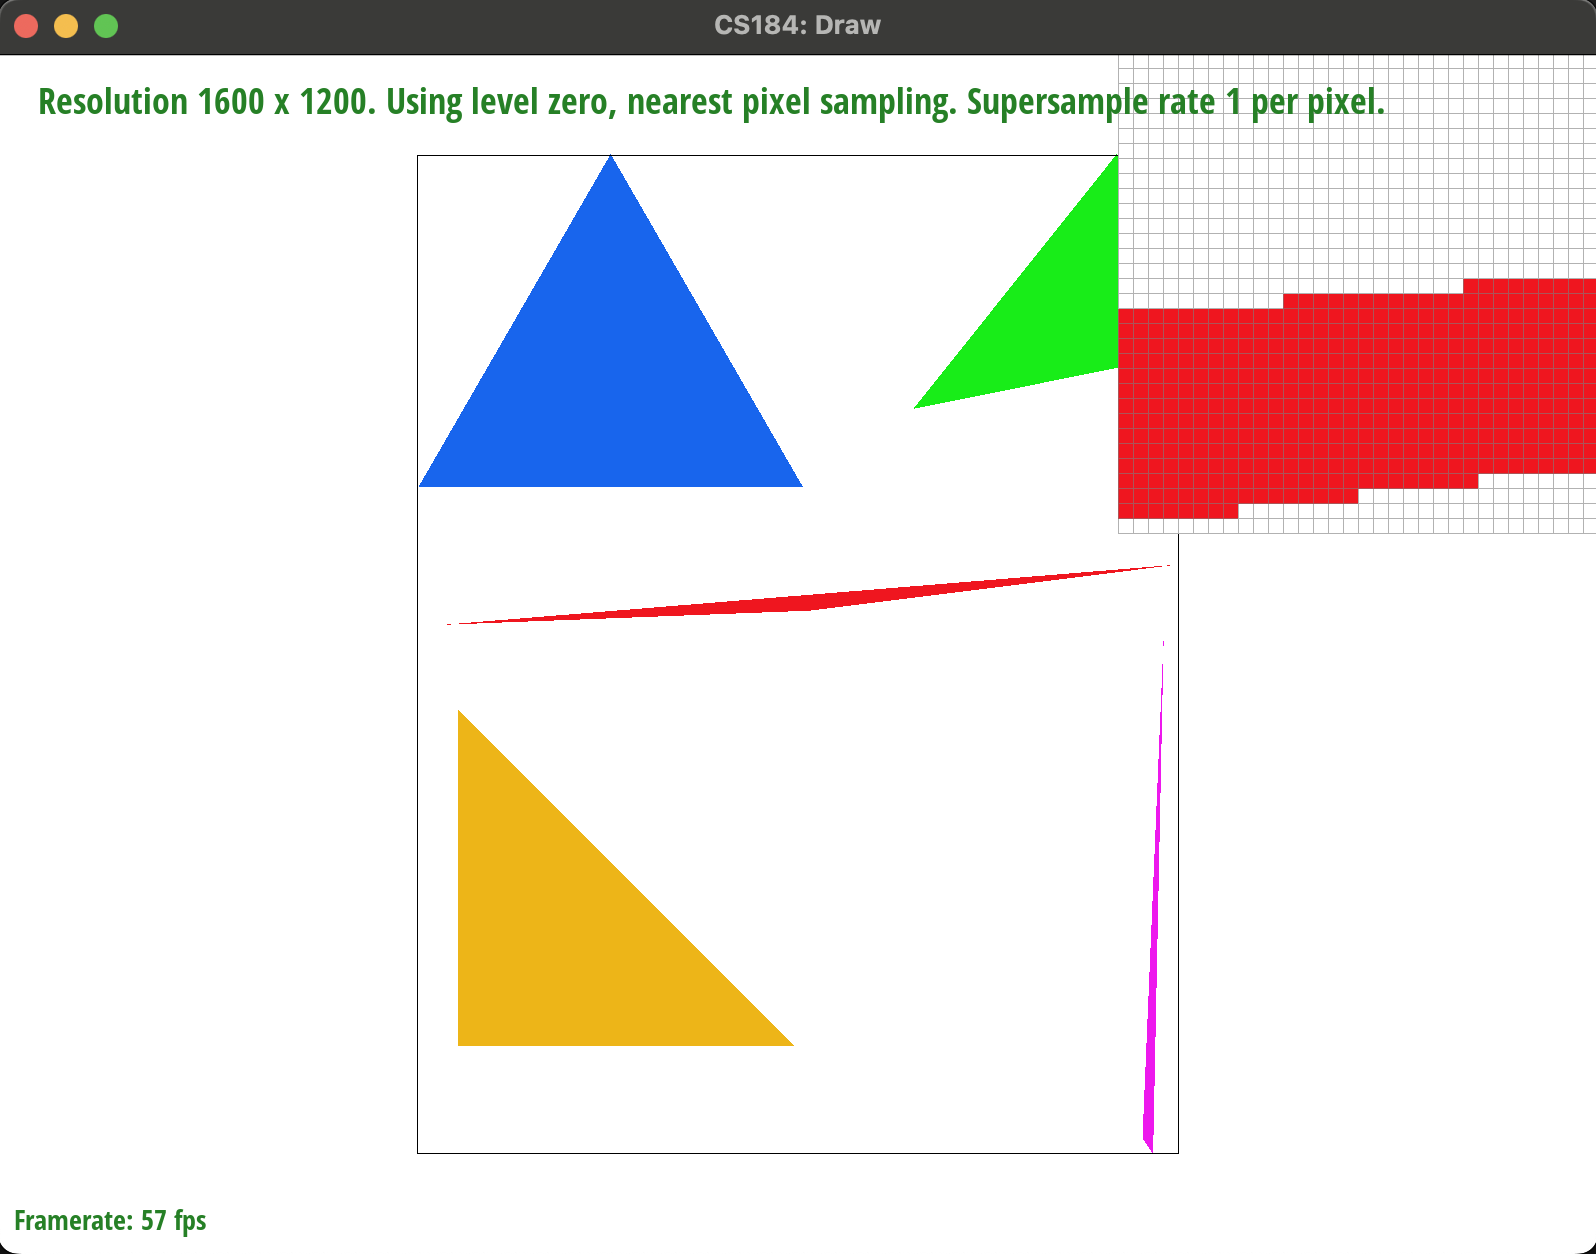 CS184: Draw
Resolution 1600 x 1200. Using level zero, nearest pixel sampling. Supersample rate 1 per pixel.
Framerate: 57 fps